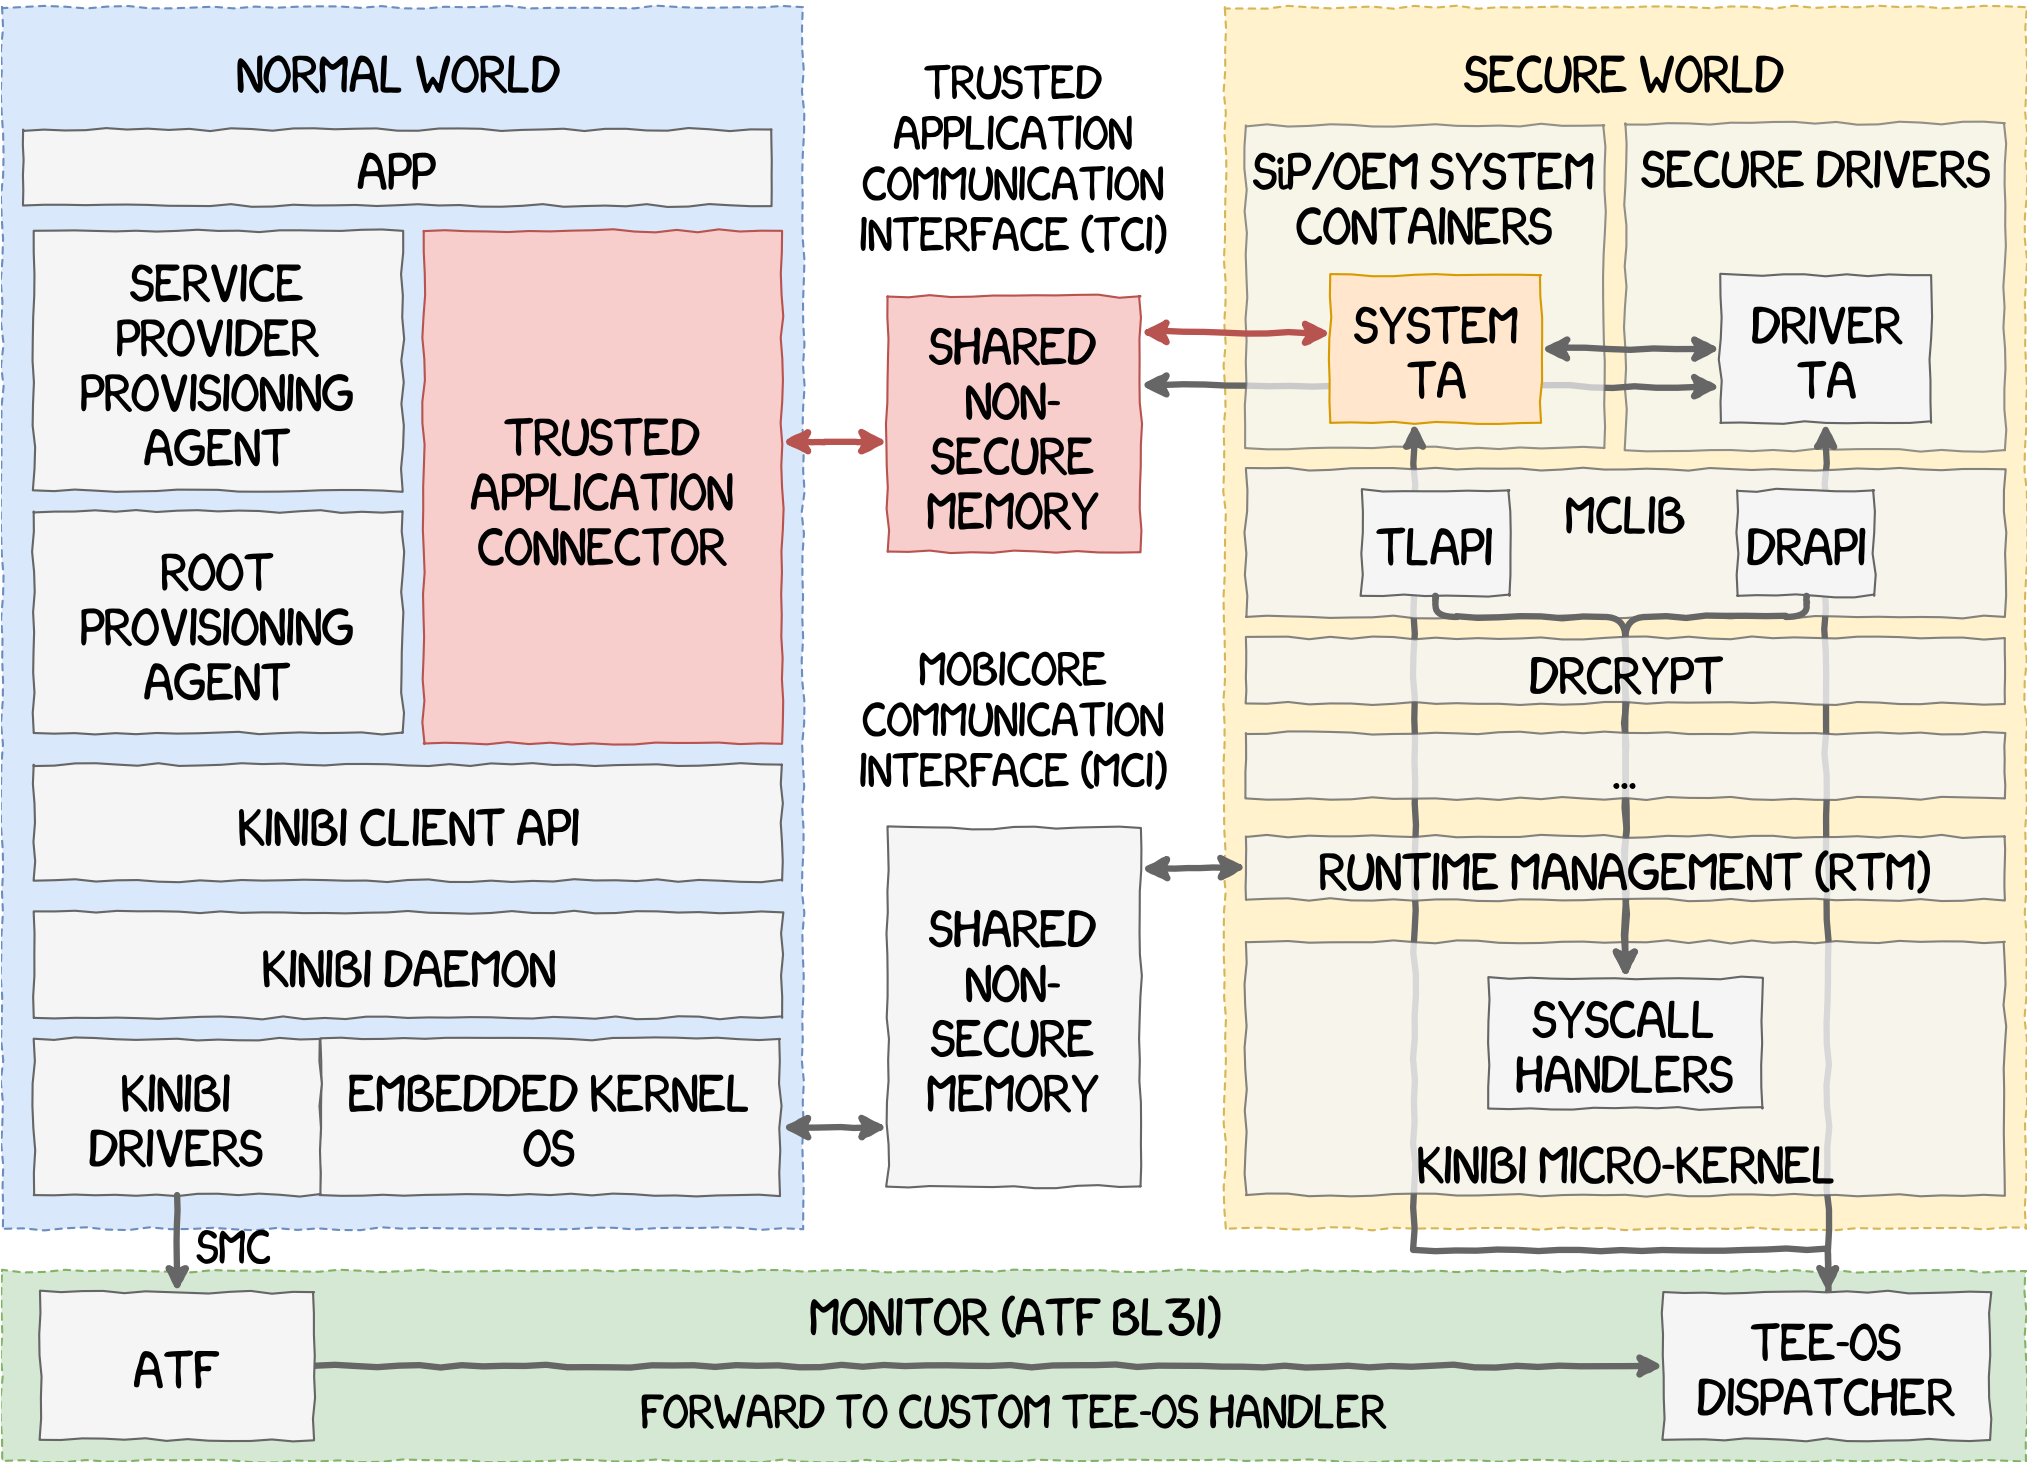 NORMAL WORLD
APP
SERVICE
PROVIDER
PROVISIONING
AGENT
ROOT
PROVISIONING
AGENT
TRUSTED
APPLICATION
CONNECTOR
KINIBI CLIENT API
KINIBI DAEMON
KINIBI
DRIVERS
EMBEDDED KERNEL
OS
SMC
TRUSTED
APPLICATION
COMMUNICATION
INTERFACE (TCI)
SHARED
NON-
SECURE
MEMORY
MOBICORE
COMMUNICATION
INTERFACE (MCI)
SHARED
NON-
SECURE
MEMORY
SECURE WORLD
SiP/OEM SYSTEM
CONTAINERS
SYSTEM
TA
SECURE DRIVERS
DRIVER
TA
MCLIB
TLAPI
DRAPI
DRCRYPT
...
RUNTIME MANAGEMENT (RTM)
SYSCALL
HANDLERS
KINIBI MICRO-KERNEL
MONITOR (ATF BL31)
ATF
FORWARD TO CUSTOM TEE-OS HANDLER
TEE-OS
DISPATCHER